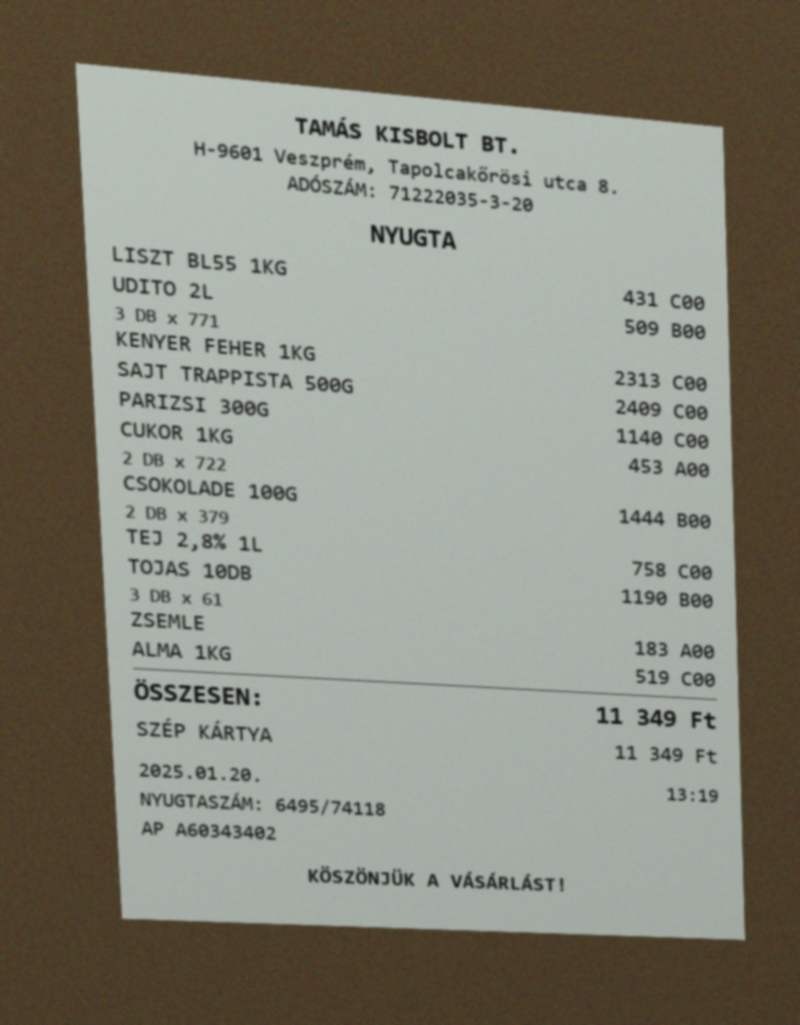 TAMÁS KISBOLT BT.
H-9601 Veszprém, Tapolcakőrösi utca 8.
ADÓSZÁM: 71222035-3-20
NYUGTA
LISZT BL55 1KG 431 C00
UDITO 2L 509 B00
3 DB x 771
KENYER FEHER 1KG 2313 C00
SAJT TRAPPISTA 500G 2409 C00
PARIZSI 300G 1140 C00
CUKOR 1KG 453 A00
2 DB x 722
CSOKOLADE 100G 1444 B00
2 DB x 379
TEJ 2,8% 1L 758 C00
TOJAS 10DB 1190 B00
3 DB x 61
ZSEMLE 183 A00
ALMA 1KG 519 C00
ÖSSZESEN: 11 349 Ft
SZÉP KÁRTYA 11 349 Ft
2025.01.20. 13:19
NYUGTASZÁM: 6495/74118
AP A60343402
KÖSZÖNJÜK A VÁSÁRLÁST!